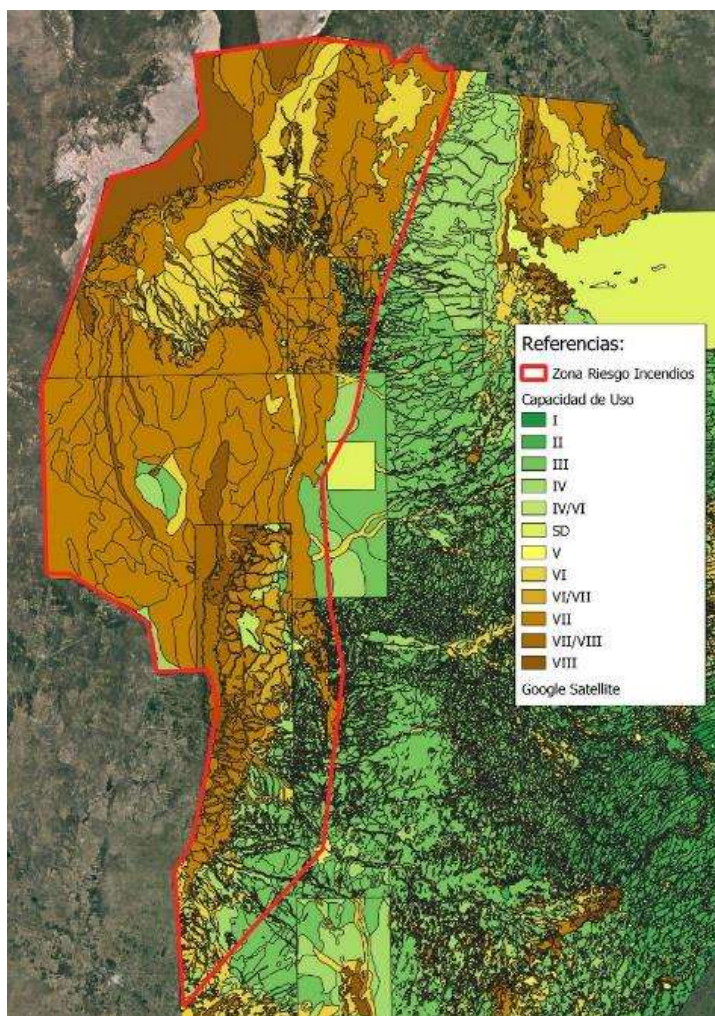 Referencias:
Zona Riesgo Incendios
Capacidad de Uso
I
II
III
IV
IV/VI
SD
V
VI
VI/VII
VII
VII/VIII
VIII
Google Satellite